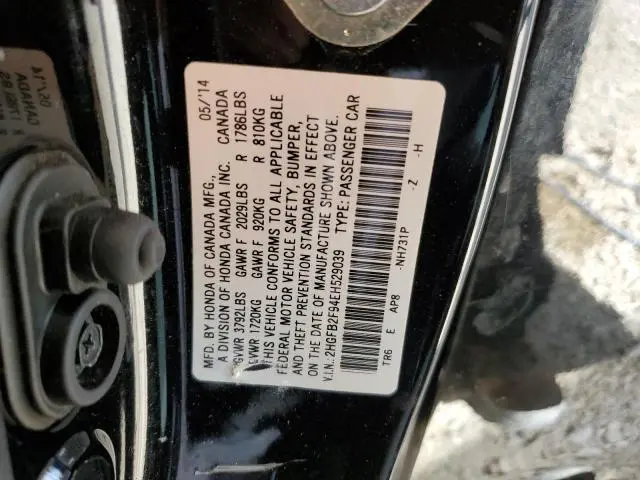 MFD. BY HONDA OF CANADA MFG., 05/'14
A DIVISION OF HONDA CANADA INC. CANADA
GVWR 3792LBS GAWR F 2029LBS R 1786LBS
GVWR 1720KG GAWR F 920KG R 810KG
THIS VEHICLE CONFORMS TO ALL APPLICABLE
FEDERAL MOTOR VEHICLE SAFETY, BUMPER,
AND THEFT PREVENTION STANDARDS IN EFFECT
ON THE DATE OF MANUFACTURE SHOWN ABOVE.
V.I.N.: 2HGFB2F94EH529039 TYPE: PASSENGER CAR
-NH731P -Z -H
TR6 E AP8